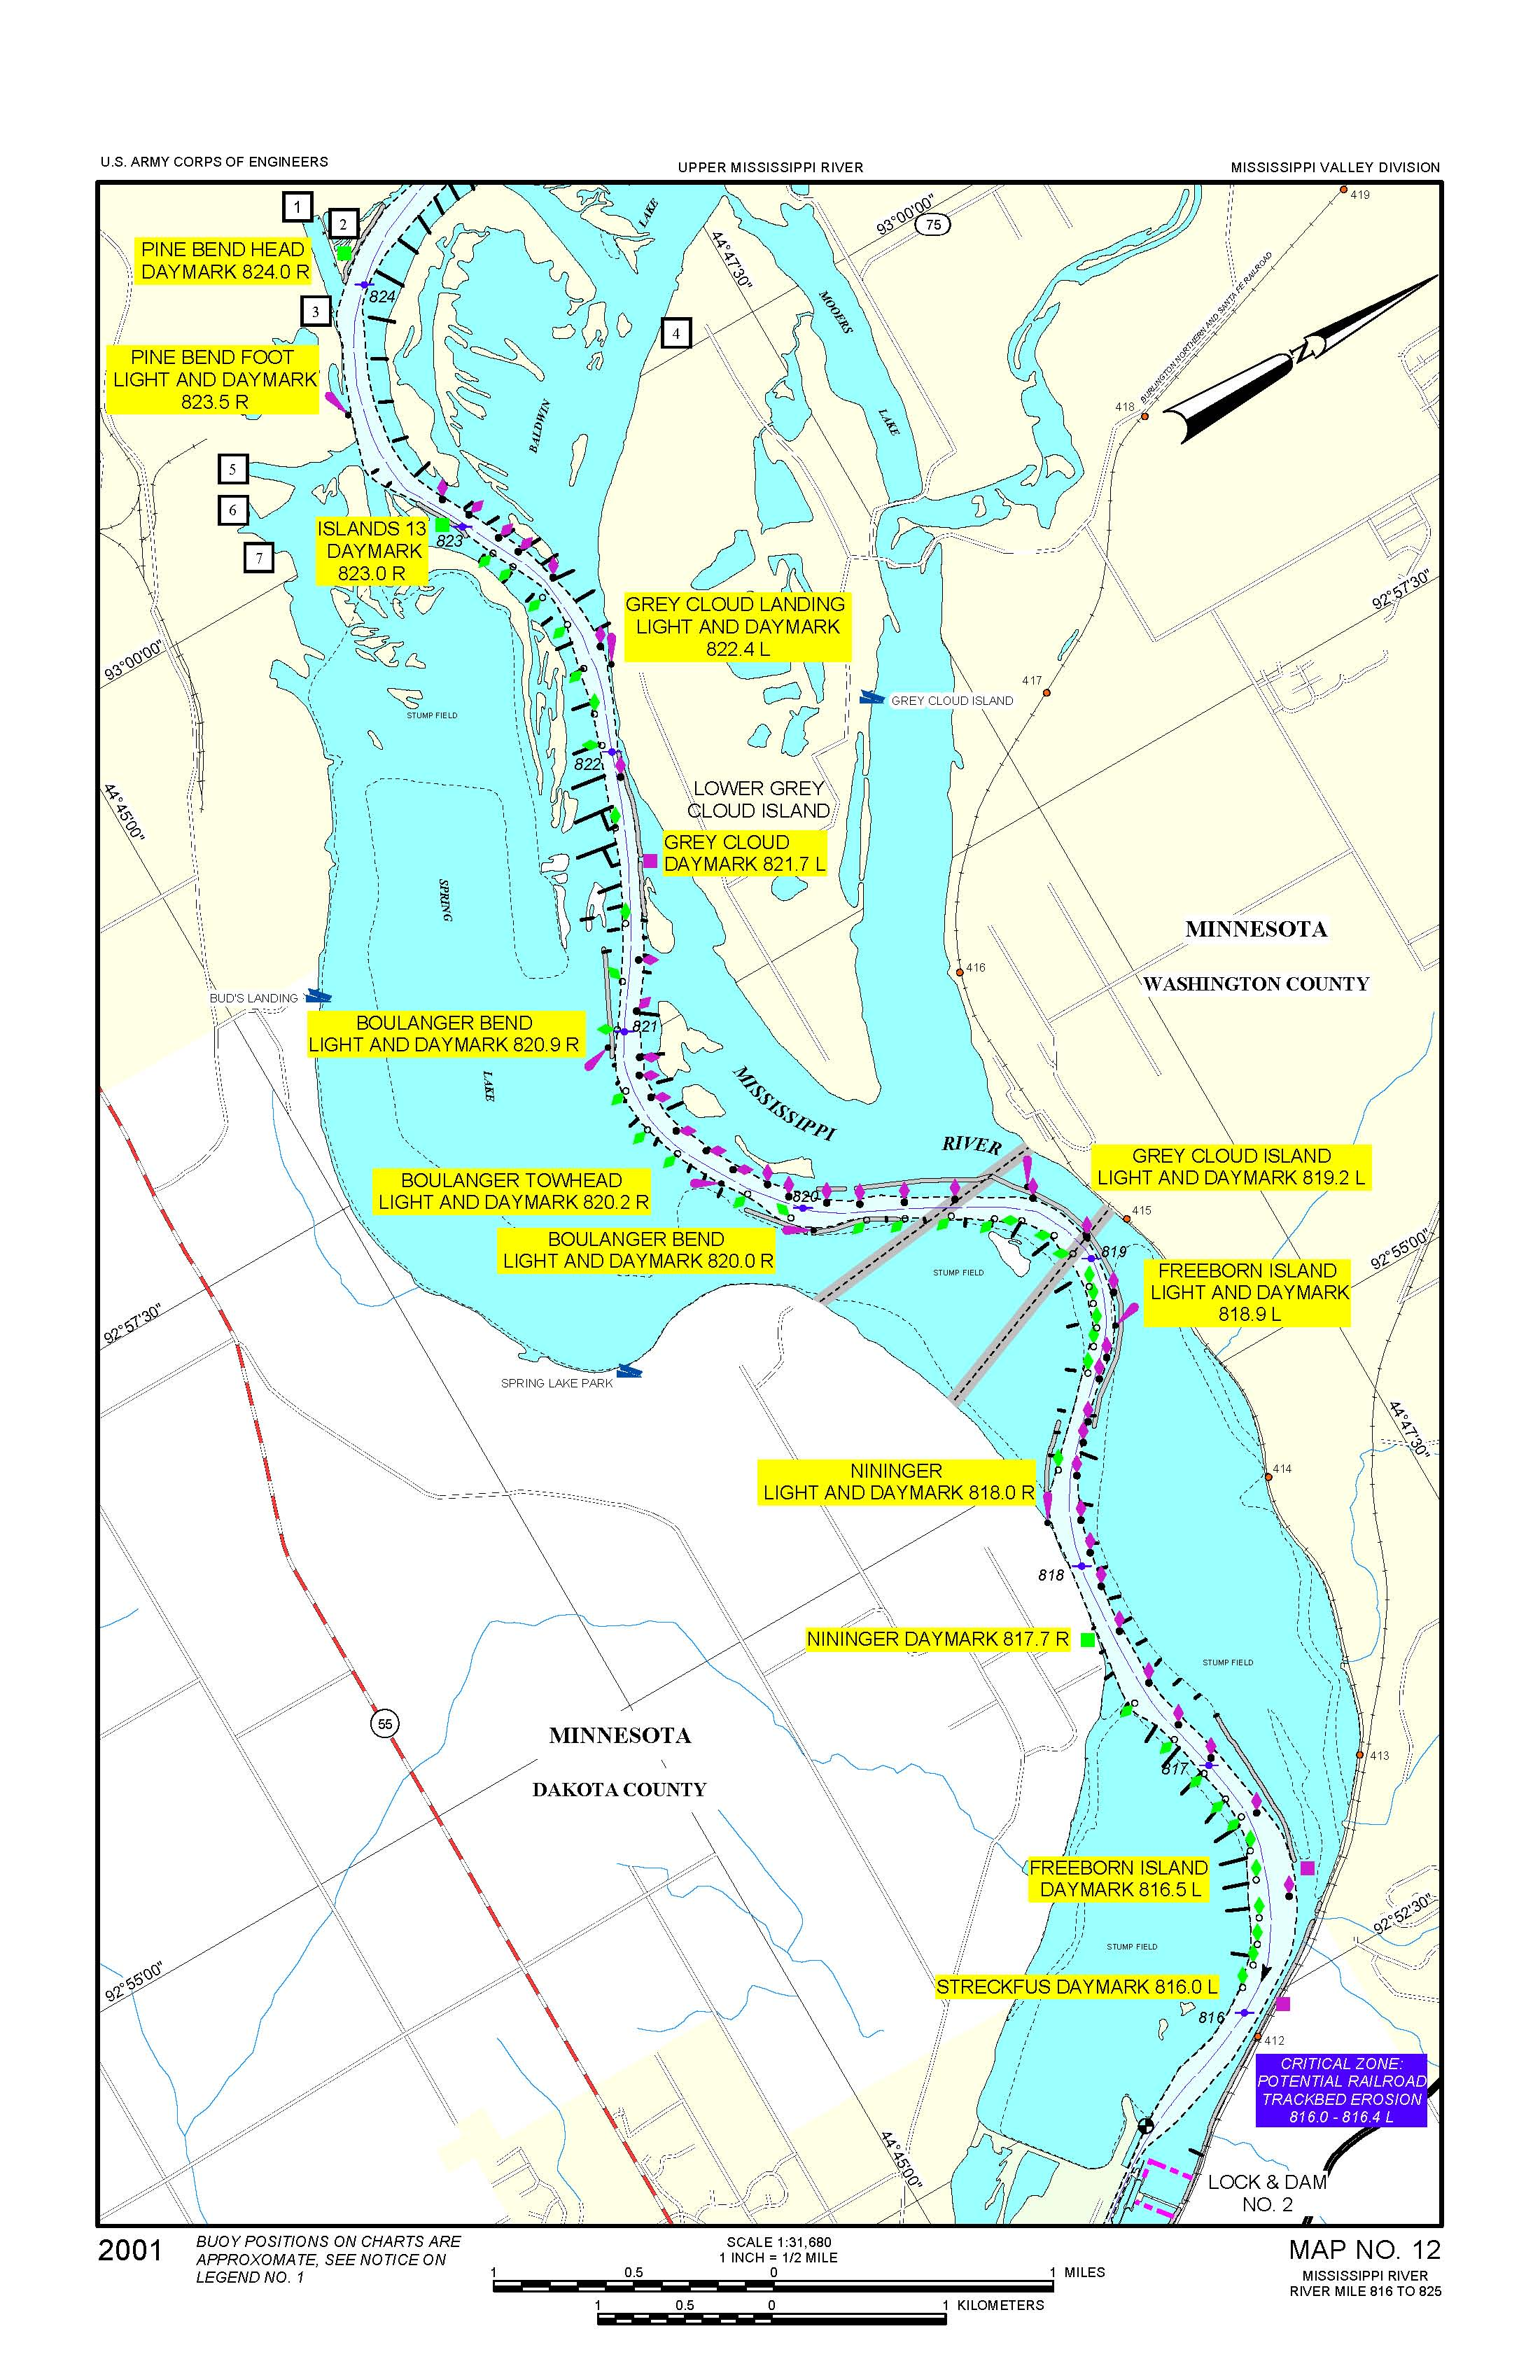 U.S. ARMY CORPS OF ENGINEERS
UPPER MISSISSIPPI RIVER
MISSISSIPPI VALLEY DIVISION
1
2
PINE BEND HEAD
DAYMARK 824.0 R
824
3
PINE BEND FOOT
LIGHT AND DAYMARK
823.5 R
LAKE
BALDWIN
4
44°47'30"
93°00'00"
75
MOOERS
LAKE
419
BURLINGTON NORTHERN AND SANTA FE RAILROAD
418
N
5
6
7
ISLANDS 13
DAYMARK
823.0 R
823
GREY CLOUD LANDING
LIGHT AND DAYMARK
822.4 L
92°57'30"
93°00'00"
417
GREY CLOUD ISLAND
STUMP FIELD
822
44°45'00"
LOWER GREY
CLOUD ISLAND
GREY CLOUD
DAYMARK 821.7 L
SPRING
LAKE
MINNESOTA
WASHINGTON COUNTY
416
BUD'S LANDING
BOULANGER BEND
LIGHT AND DAYMARK 820.9 R
821
MISSISSIPPI
RIVER
GREY CLOUD ISLAND
LIGHT AND DAYMARK 819.2 L
BOULANGER TOWHEAD
LIGHT AND DAYMARK 820.2 R
820
415
BOULANGER BEND
LIGHT AND DAYMARK 820.0 R
819
92°55'00"
STUMP FIELD
FREEBORN ISLAND
LIGHT AND DAYMARK
818.9 L
92°57'30"
SPRING LAKE PARK
44°47'30"
NININGER
LIGHT AND DAYMARK 818.0 R
414
818
NININGER DAYMARK 817.7 R
STUMP FIELD
55
MINNESOTA
DAKOTA COUNTY
817
413
FREEBORN ISLAND
DAYMARK 816.5 L
92°52'30"
STUMP FIELD
92°55'00"
STRECKFUS DAYMARK 816.0 L
816
412
CRITICAL ZONE:
POTENTIAL RAILROAD
TRACKBED EROSION
816.0 - 816.4 L
44°45'00"
LOCK & DAM
NO. 2
2001
BUOY POSITIONS ON CHARTS ARE
APPROXOMATE, SEE NOTICE ON
LEGEND NO. 1
SCALE 1:31,680
1 INCH = 1/2 MILE
1 0.5 0 1 MILES
1 0.5 0 1 KILOMETERS
MAP NO. 12
MISSISSIPPI RIVER
RIVER MILE 816 TO 825